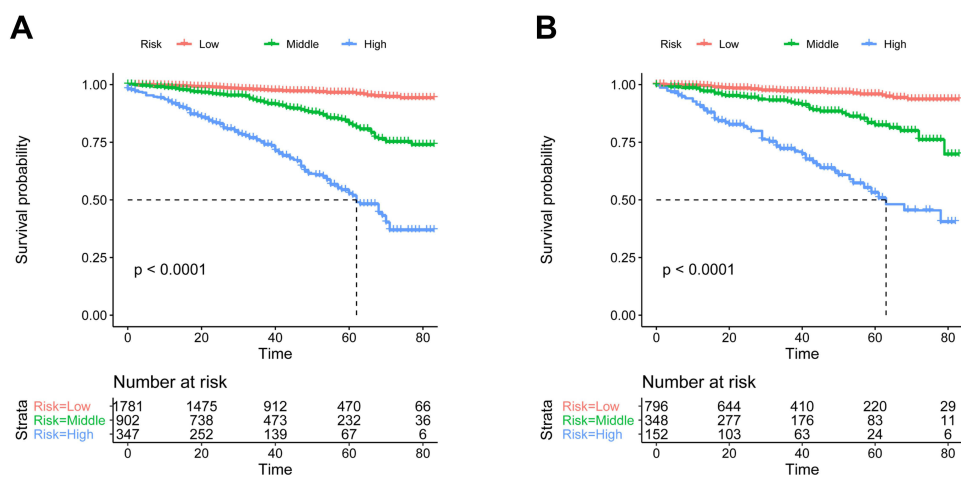 A
Risk Low Middle High
1.00
0.75
0.50
0.25
0.00
Survival probability
p < 0.0001
0 20 40 60 80
Time
Number at risk
Strata
Risk=Low 1781 1475 912 470 66
Risk=Middle 902 738 473 232 36
Risk=High 347 252 139 67 6
0 20 40 60 80
Time
B
Risk Low Middle High
1.00
0.75
0.50
0.25
0.00
Survival probability
p < 0.0001
0 20 40 60 80
Time
Number at risk
Strata
Risk=Low 796 644 410 220 29
Risk=Middle 348 277 176 83 11
Risk=High 152 103 63 24 6
0 20 40 60 80
Time